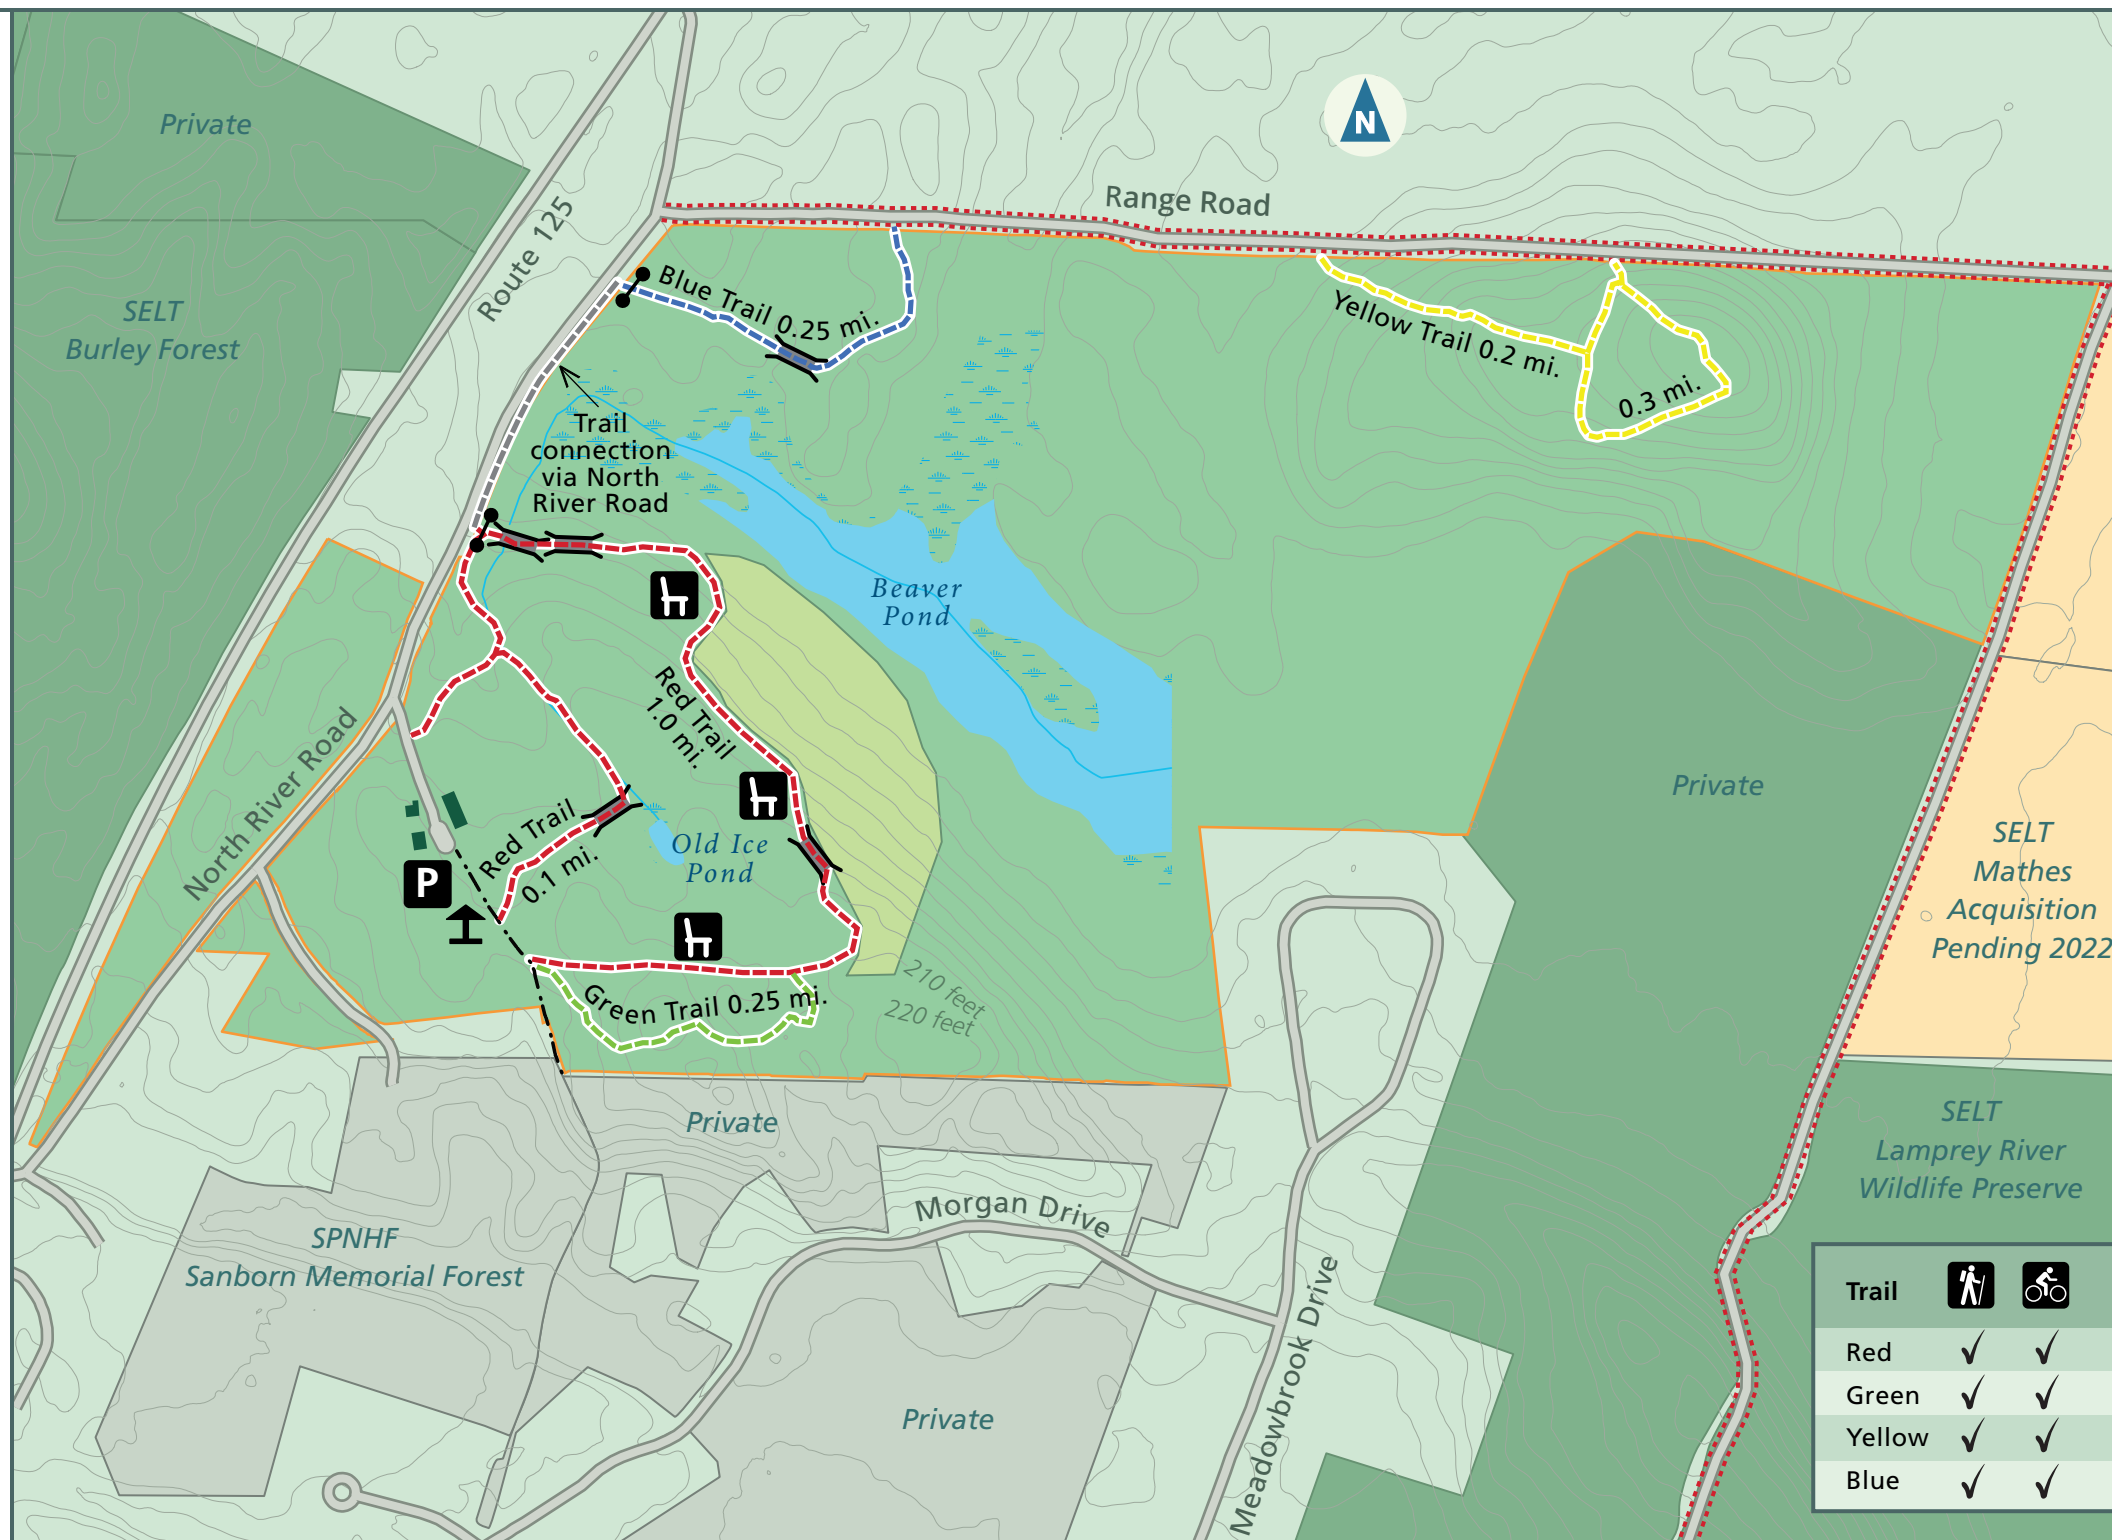 Private
N
Range Road
Route 125
SELT
Burley Forest
Blue Trail 0.25 mi.
Yellow Trail 0.2 mi.
0.3 mi.
Trail
connection
via North
River Road
Beaver
Pond
Red Trail
1.0 mi.
North River Road
Private
Red Trail
0.1 mi.
Old Ice
Pond
P
SELT
Mathes
Acquisition
Pending 2022
Green Trail 0.25 mi.
210 feet
220 feet
Private
SELT
Lamprey River
Wildlife Preserve
Morgan Drive
SPNHF
Sanborn Memorial Forest
Meadowbrook Drive
Private
Trail
Red
Green
Yellow
Blue